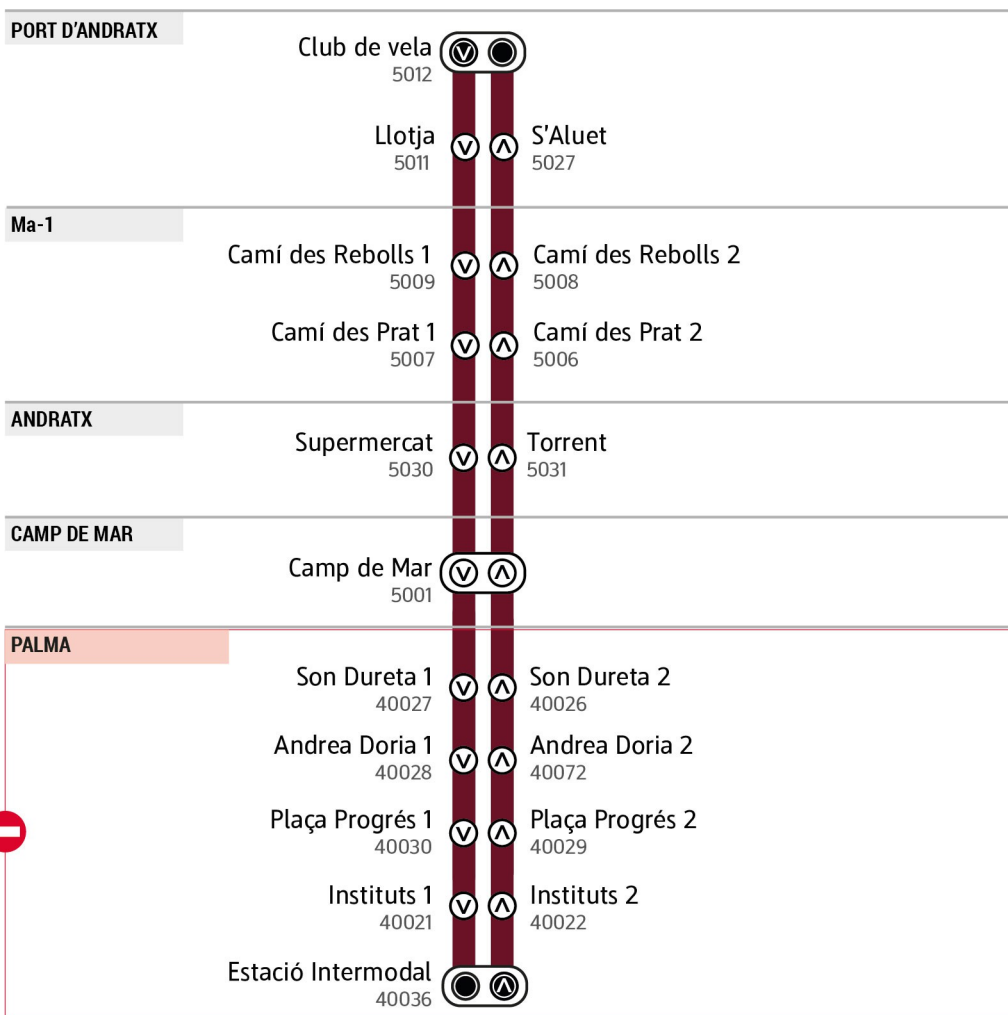 PORT D'ANDRATX
Club de vela
5012
Llotja
5011
S'Aluet
5027
Ma-1
Camí des Rebolls 1
5009
Camí des Rebolls 2
5008
Camí des Prat 1
5007
Camí des Prat 2
5006
ANDRATX
Supermercat
5030
Torrent
5031
CAMP DE MAR
Camp de Mar
5001
PALMA
Son Dureta 1
40027
Son Dureta 2
40026
Andrea Doria 1
40028
Andrea Doria 2
40072
Plaça Progrés 1
40030
Plaça Progrés 2
40029
Instituts 1
40021
Instituts 2
40022
Estació Intermodal
40036